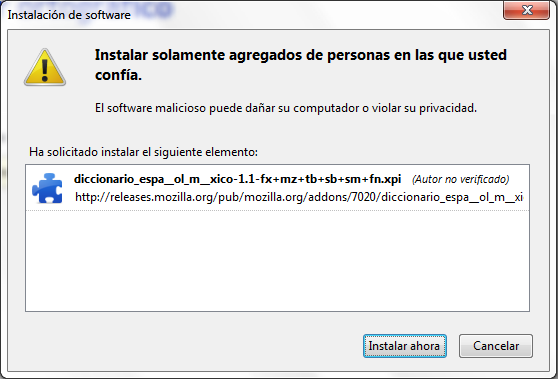 ortográfico
Instalación de software
Instalar solamente agregados de personas en las que usted
confía.
El software malicioso puede dañar su computador o violar su privacidad.
Ha solicitado instalar el siguiente elemento:
diccionario_espa__ol_m__xico-1.1-fx+mz+tb+sb+sm+fn.xpi (Autor no verificado)
http://releases.mozilla.org/pub/mozilla.org/addons/7020/diccionario_espa__ol_m__xi
Instalar ahora Cancelar